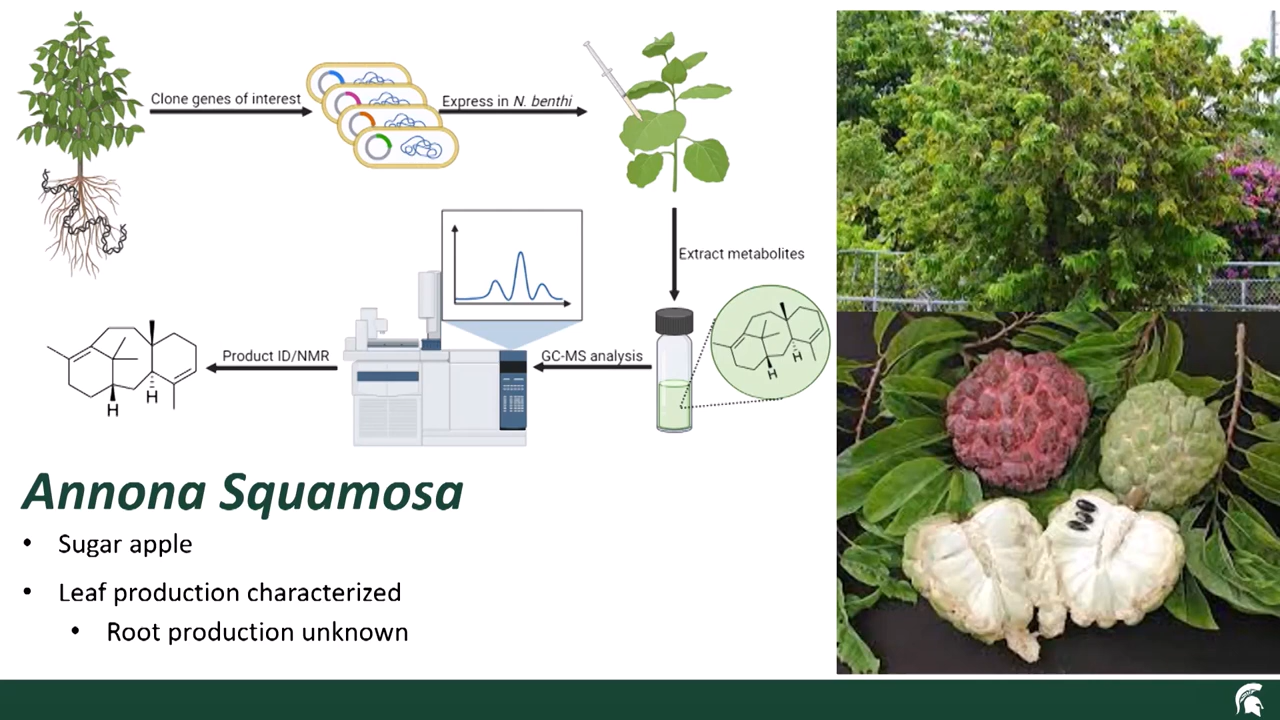 Clone genes of interest
Express in N. benthi
Extract metabolites
GC-MS analysis
Product ID/NMR
H
H
H
H
Annona Squamosa
• Sugar apple
• Leaf production characterized
• Root production unknown